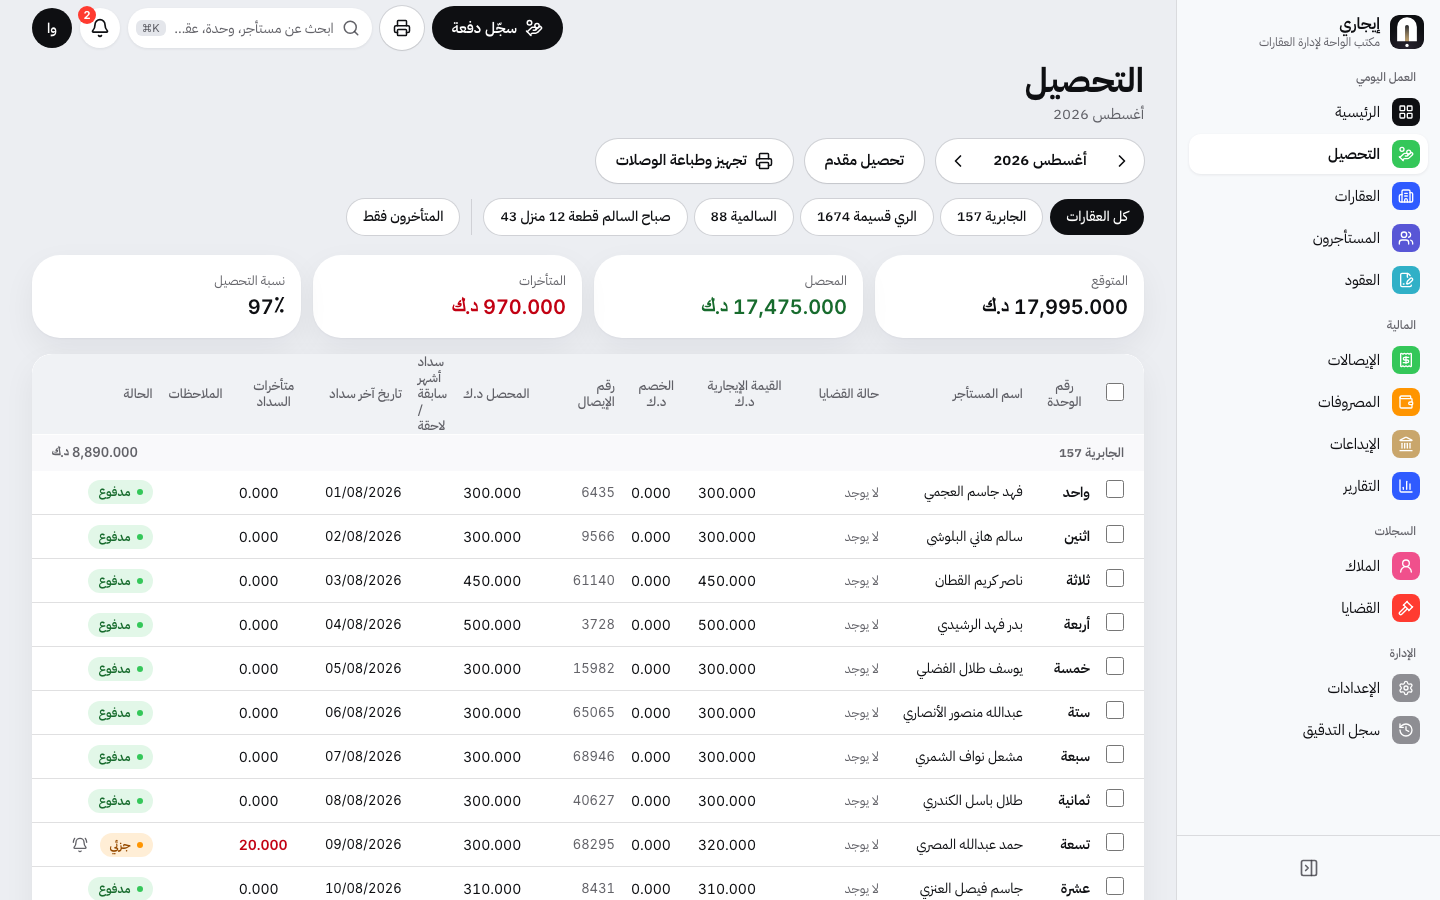 إيجاري
مكتب الواحة لإدارة العقارات
العمل اليومي
الرئيسية
التحصيل
العقارات
المستأجرون
العقود
المالية
الإيصالات
المصروفات
الإيداعات
التقارير
السجلات
الملاك
القضايا
الإدارة
الإعدادات
سجل التدقيق
سجّل دفعة
ابحث عن مستأجر، وحدة، عقـ...
⌘K
2
وا
التحصيل
أغسطس 2026
أغسطس 2026
تحصيل مقدم
تجهيز وطباعة الوصلات
كل العقارات
الجابرية 157
الري قسيمة 1674
السالمية 88
صباح السالم قطعة 12 منزل 43
المتأخرون فقط
المتوقع
17,995.000 د.ك
المحصل
17,475.000 د.ك
المتأخرات
970.000 د.ك
نسبة التحصيل
97٪
رقم الوحدة اسم المستأجر حالة القضايا القيمة الإيجارية د.ك الخصم د.ك رقم الإيصال المحصل د.ك سداد أشهر سابقة / لاحقة تاريخ آخر سداد متأخرات السداد الملاحظات الحالة
الجابرية 157 8,890.000 د.ك
واحد فهد جاسم العجمي لا يوجد 300.000 0.000 6435 300.000 01/08/2026 0.000 مدفوع
اثنين سالم هاني البلوشي لا يوجد 300.000 0.000 9566 300.000 02/08/2026 0.000 مدفوع
ثلاثة ناصر كريم القطان لا يوجد 450.000 0.000 61140 450.000 03/08/2026 0.000 مدفوع
أربعة بدر فهد الرشيدي لا يوجد 500.000 0.000 3728 500.000 04/08/2026 0.000 مدفوع
خمسة يوسف طلال الفضلي لا يوجد 300.000 0.000 15982 300.000 05/08/2026 0.000 مدفوع
ستة عبدالله منصور الأنصاري لا يوجد 300.000 0.000 65065 300.000 06/08/2026 0.000 مدفوع
سبعة مشعل نواف الشمري لا يوجد 300.000 0.000 68946 300.000 07/08/2026 0.000 مدفوع
ثمانية طلال باسل الكندري لا يوجد 300.000 0.000 40627 300.000 08/08/2026 0.000 مدفوع
تسعة حمد عبدالله المصري لا يوجد 320.000 0.000 68295 300.000 09/08/2026 20.000 جزئي
عشرة جاسم فيصل العنزي لا يوجد 310.000 0.000 8431 310.000 10/08/2026 0.000 مدفوع